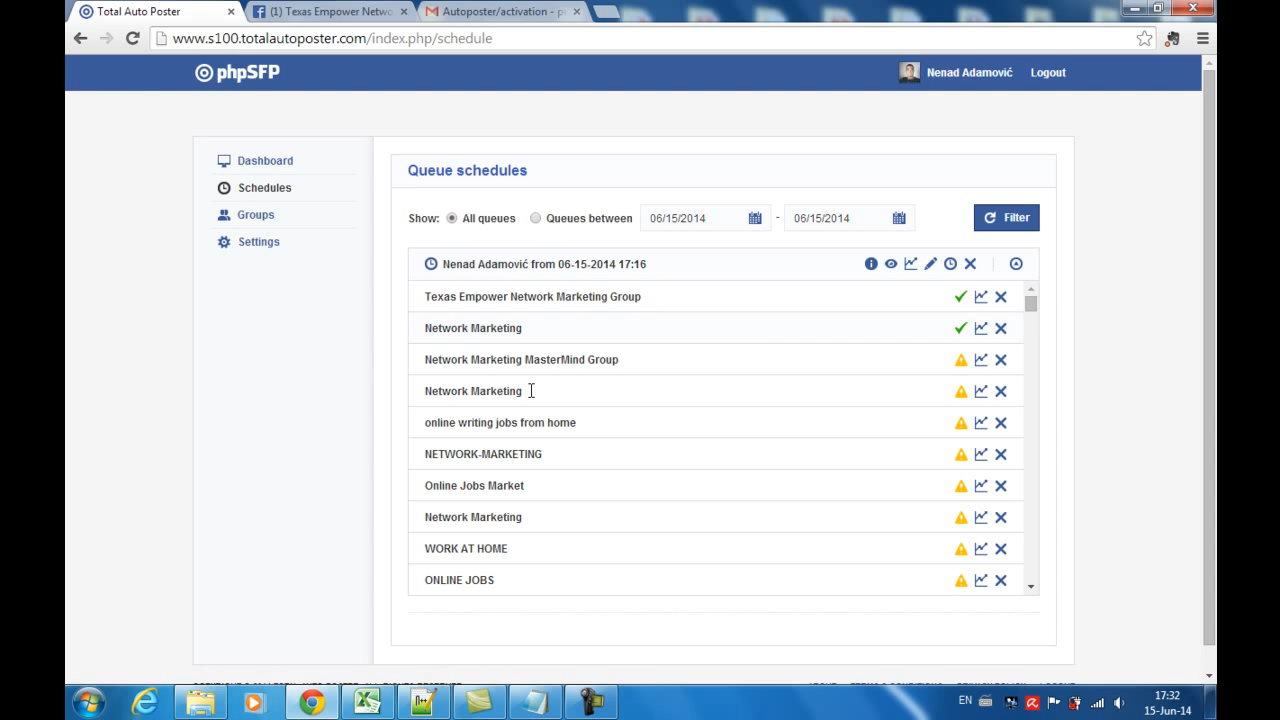 Total Auto Poster
(1) Texas Empower Netwo
Autoposter/activation - p
www.s100.totalautoposter.com/index.php/schedule
phpSFP
Nenad Adamović
Logout
Dashboard
Schedules
Groups
Settings
Queue schedules
Show: All queues Queues between 06/15/2014 - 06/15/2014 Filter
Nenad Adamović from 06-15-2014 17:16
Texas Empower Network Marketing Group
Network Marketing
Network Marketing MasterMind Group
Network Marketing
online writing jobs from home
NETWORK-MARKETING
Online Jobs Market
Network Marketing
WORK AT HOME
ONLINE JOBS
EN
17:32
15-Jun-14